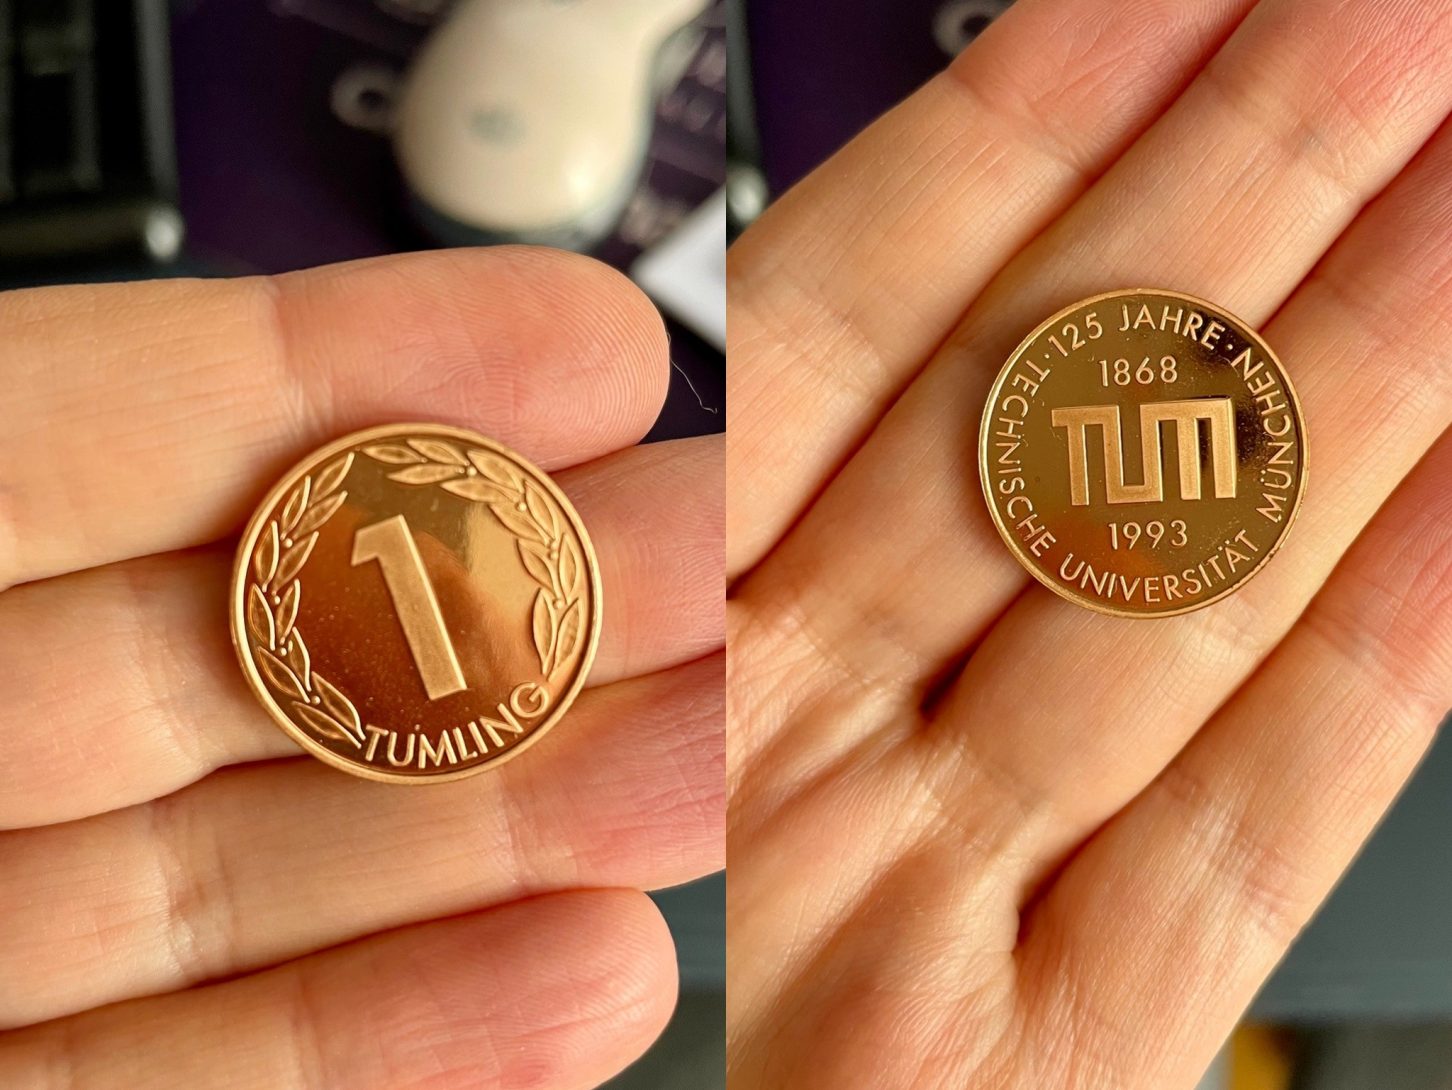 1
TUMLING
· 125 JAHRE ·
1868
TUM
1993
TECHNISCHE UNIVERSITÄT MÜNCHEN